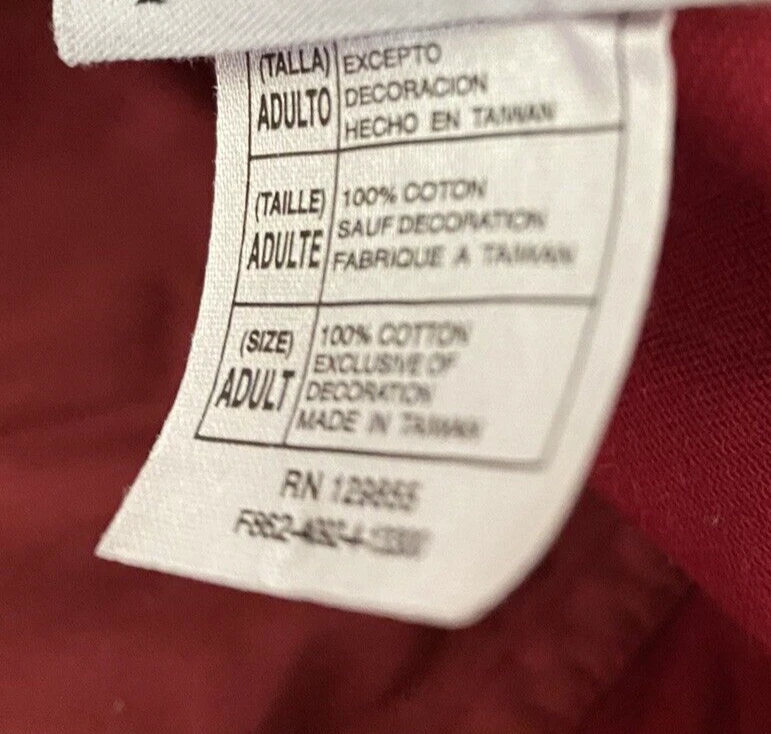 (TALLA)
ADULTO
EXCEPTO
DECORACION
HECHO EN TAIWAN
(TAILLE)
ADULTE
100% COTON
SAUF DECORATION
FABRIQUE A TAIWAN
(SIZE)
ADULT
100% COTTON
EXCLUSIVE OF
DECORATION
MADE IN TAIWAN
RN 129855